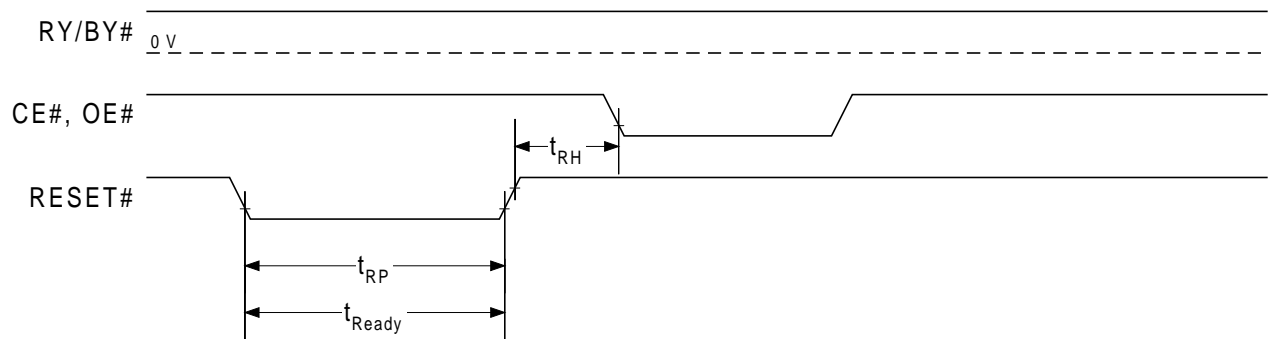 RY/BY#
0 V
CE#, OE#
tRH
RESET#
tRP
tReady